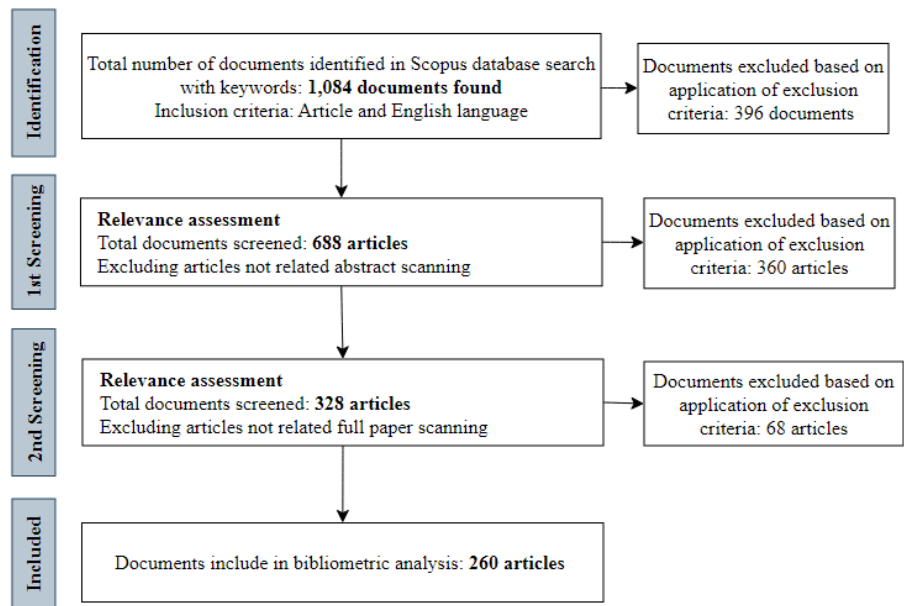 Identification
Total number of documents identified in Scopus database search
with keywords: 1,084 documents found
Inclusion criteria: Article and English language
Documents excluded based on
application of exclusion
criteria: 396 documents
1st Screening
Relevance assessment
Total documents screened: 688 articles
Excluding articles not related abstract scanning
Documents excluded based on
application of exclusion
criteria: 360 articles
2nd Screening
Relevance assessment
Total documents screened: 328 articles
Excluding articles not related full paper scanning
Documents excluded based on
application of exclusion
criteria: 68 articles
Included
Documents include in bibliometric analysis: 260 articles